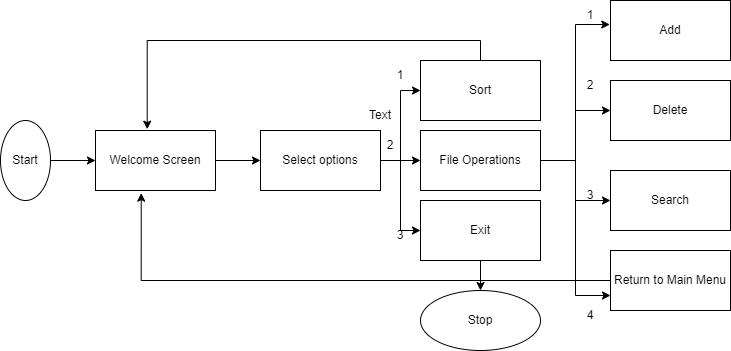 1
Add
1
Sort
2
Delete
Text
Start
Welcome Screen
Select options
2
File Operations
3
Search
3
Exit
Return to Main Menu
4
Stop